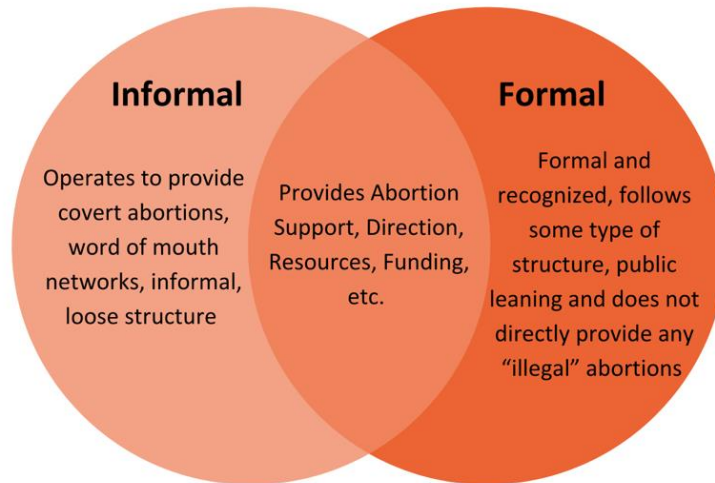 Informal
Operates to provide
covert abortions,
word of mouth
networks, informal,
loose structure
Provides Abortion
Support, Direction,
Resources, Funding,
etc.
Formal
Formal and
recognized, follows
some type of
structure, public
leaning and does not
directly provide any
“illegal” abortions